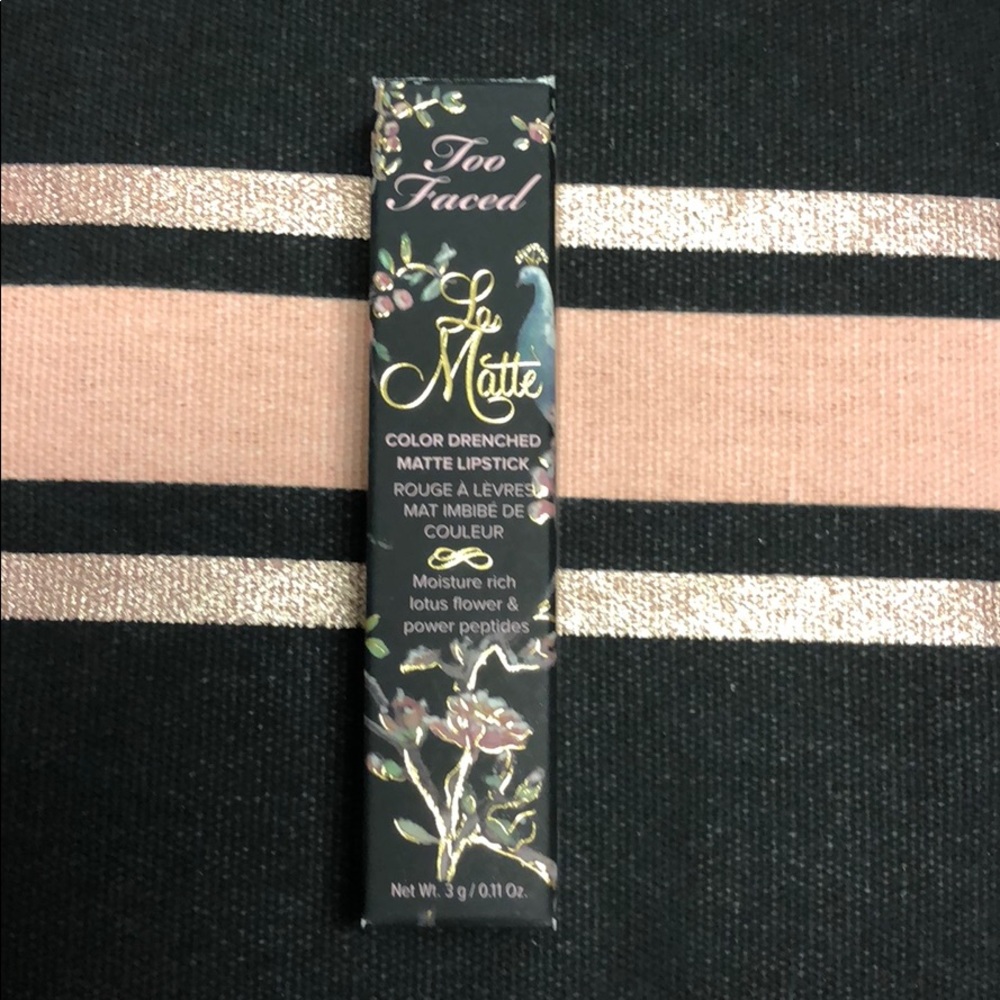 Too
Faced
La
Matte
COLOR DRENCHED
MATTE LIPSTICK
ROUGE À LÈVRES
MAT IMBIBÉ DE
COULEUR
Moisture rich
lotus flower &
power peptides
Net Wt. 3 g / 0.11 Oz.